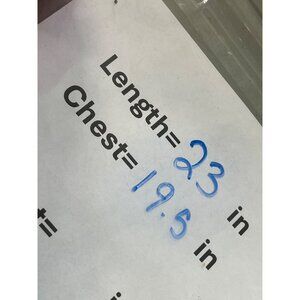 Length= 23 in
Chest= 19.5 in